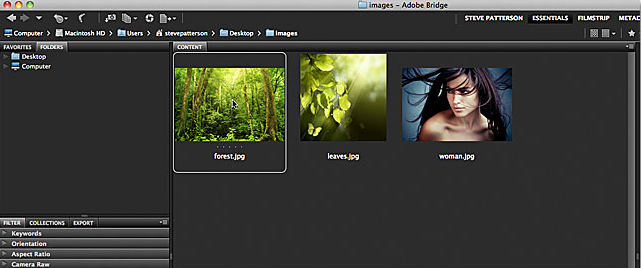 images – Adobe Bridge
STEVE PATTERSON ESSENTIALS FILMSTRIP METAC
Computer Macintosh HD Users stevepatterson Desktop Images
FAVORITES FOLDERS
Desktop
Computer
CONTENT
forest.jpg leaves.jpg woman.jpg
FILTER COLLECTIONS EXPORT
Keywords
Orientation
Aspect Ratio
Camera Raw